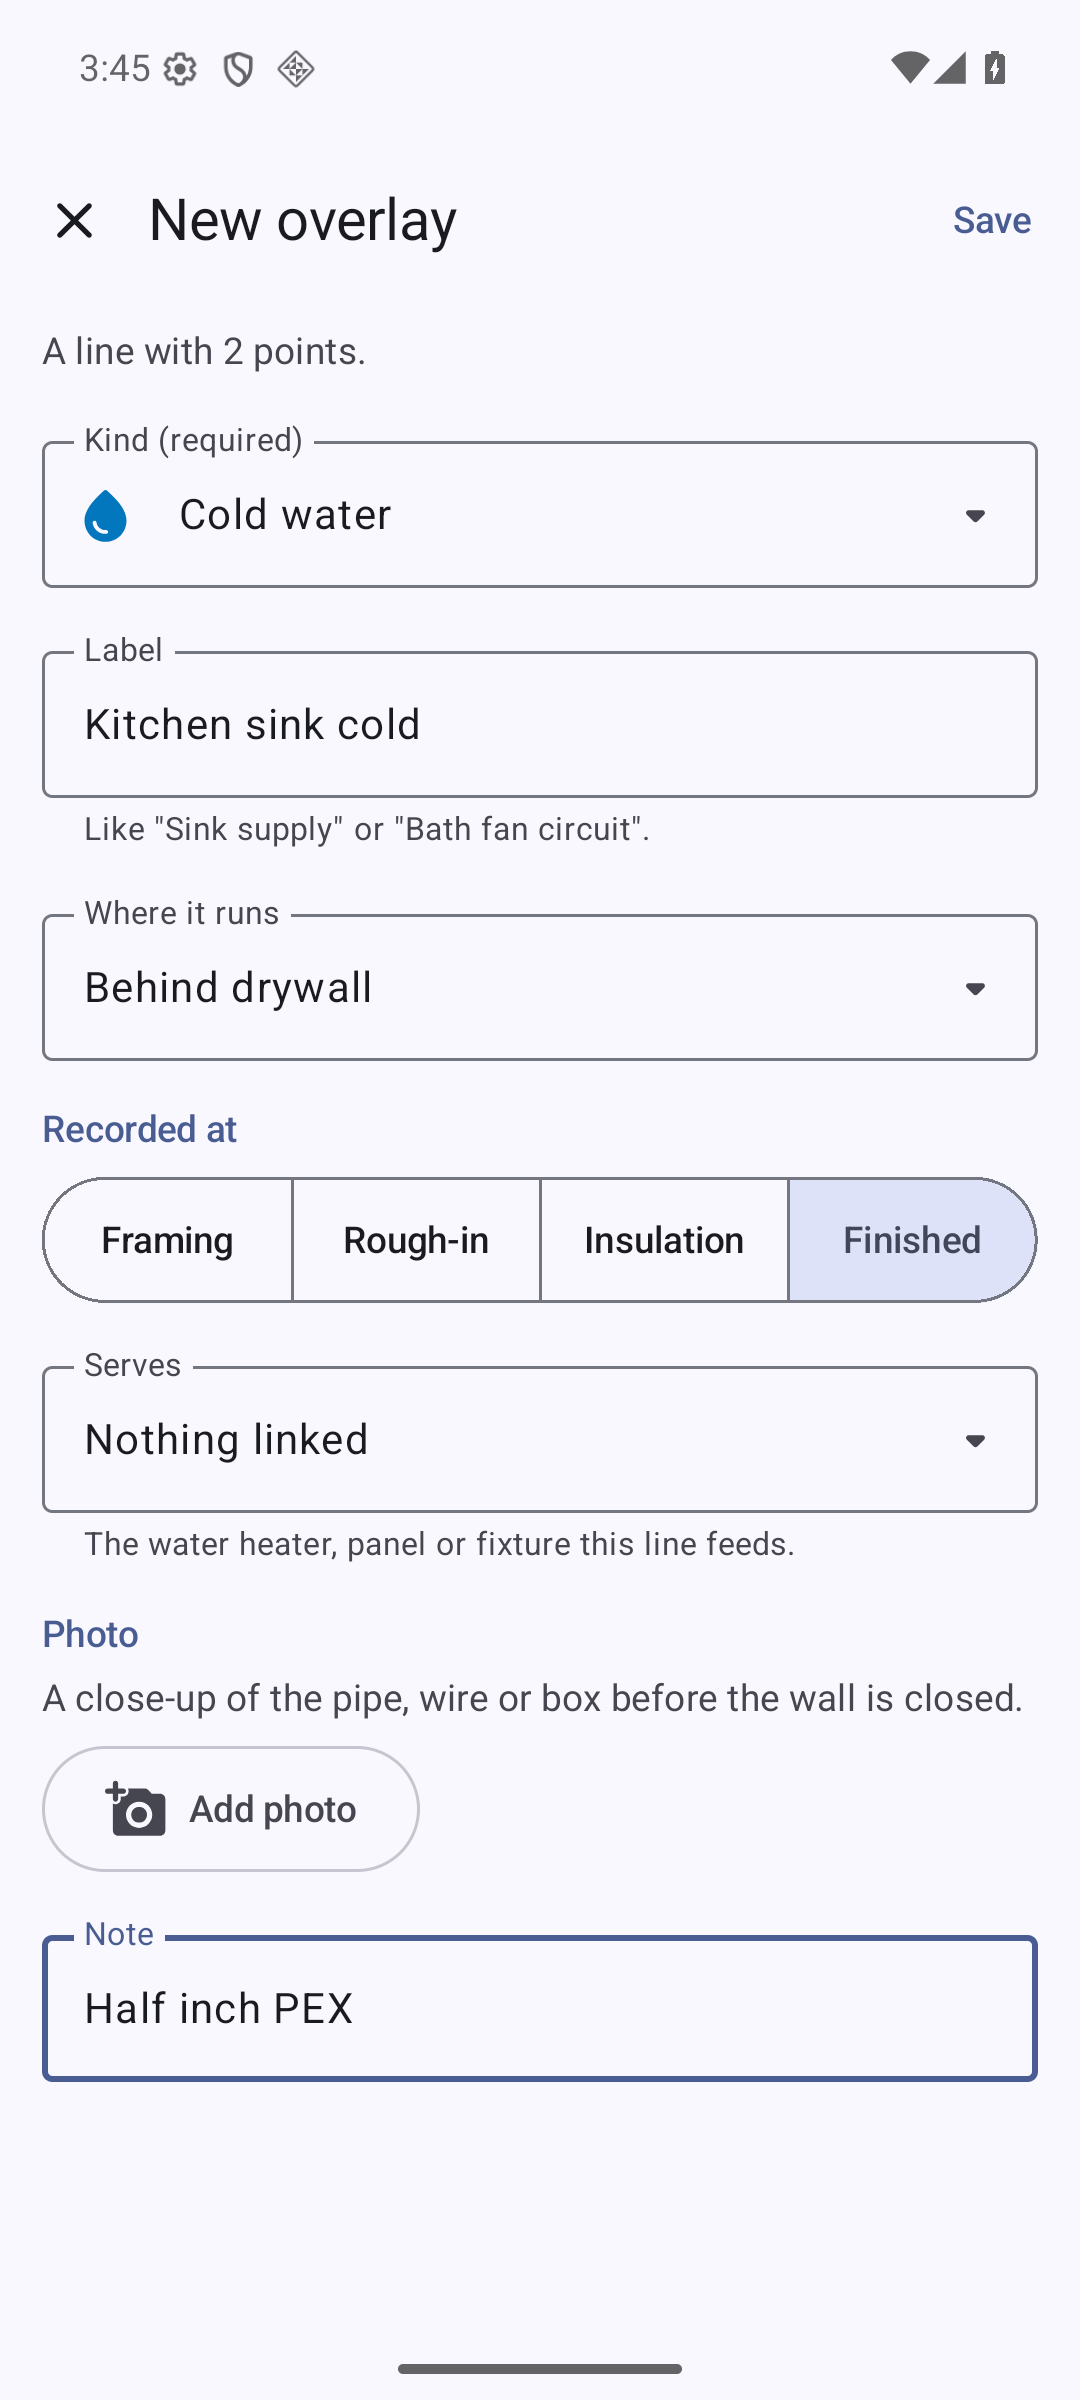 3:45
New overlay
Save
A line with 2 points.
Kind (required)
Cold water
Label
Kitchen sink cold
Like "Sink supply" or "Bath fan circuit".
Where it runs
Behind drywall
Recorded at
Framing Rough-in Insulation Finished
Serves
Nothing linked
The water heater, panel or fixture this line feeds.
Photo
A close-up of the pipe, wire or box before the wall is closed.
Add photo
Note
Half inch PEX